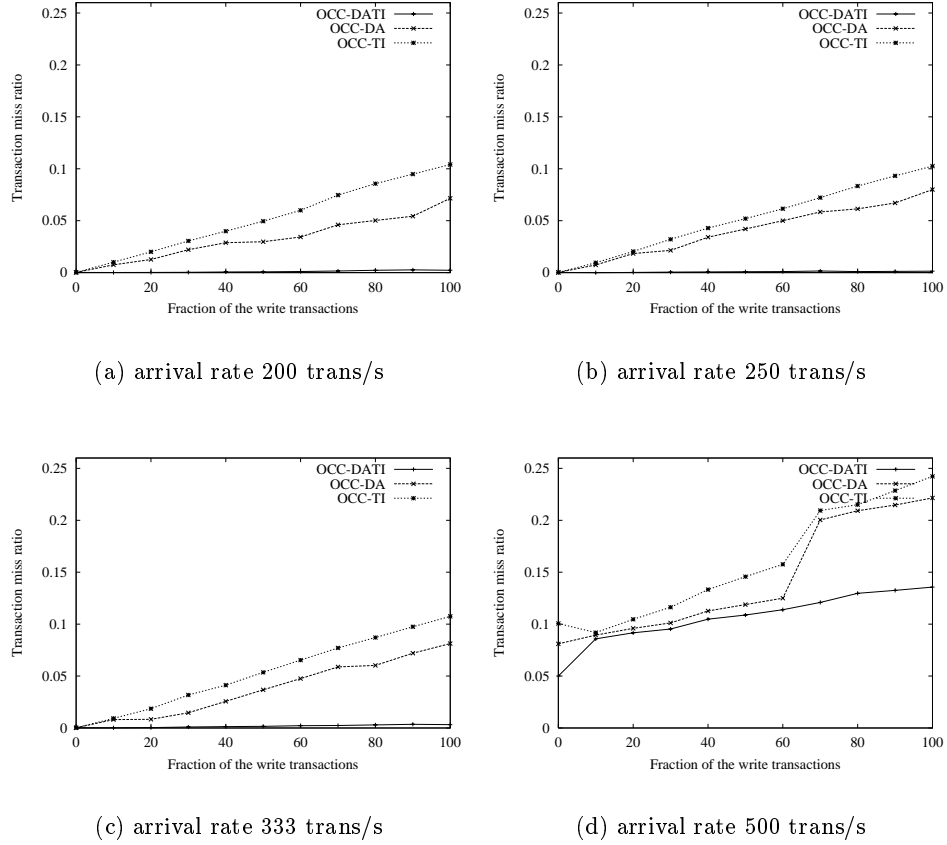 0.25
0.2
0.15
0.1
0.05
0
0 20 40 60 80 100
Transaction miss ratio
Fraction of the write transactions
OCC-DATI
OCC-DA
OCC-TI
(a) arrival rate 200 trans/s
0.25
0.2
0.15
0.1
0.05
0
0 20 40 60 80 100
Transaction miss ratio
Fraction of the write transactions
OCC-DATI
OCC-DA
OCC-TI
(b) arrival rate 250 trans/s
0.25
0.2
0.15
0.1
0.05
0
0 20 40 60 80 100
Transaction miss ratio
Fraction of the write transactions
OCC-DATI
OCC-DA
OCC-TI
(c) arrival rate 333 trans/s
0.25
0.2
0.15
0.1
0.05
0
0 20 40 60 80 100
Transaction miss ratio
Fraction of the write transactions
OCC-DATI
OCC-DA
OCC-TI
(d) arrival rate 500 trans/s